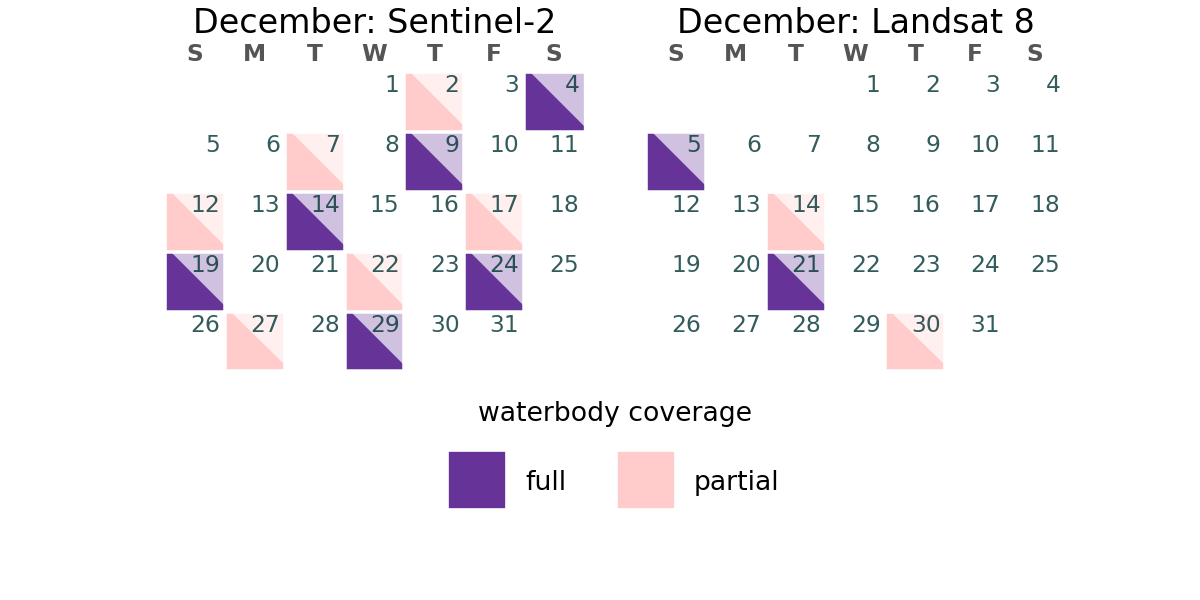 December: Sentinel-2
S M T W T F S
1 2 3 4
5 6 7 8 9 10 11
12 13 14 15 16 17 18
19 20 21 22 23 24 25
26 27 28 29 30 31
December: Landsat 8
S M T W T F S
1 2 3 4
5 6 7 8 9 10 11
12 13 14 15 16 17 18
19 20 21 22 23 24 25
26 27 28 29 30 31
waterbody coverage
full partial